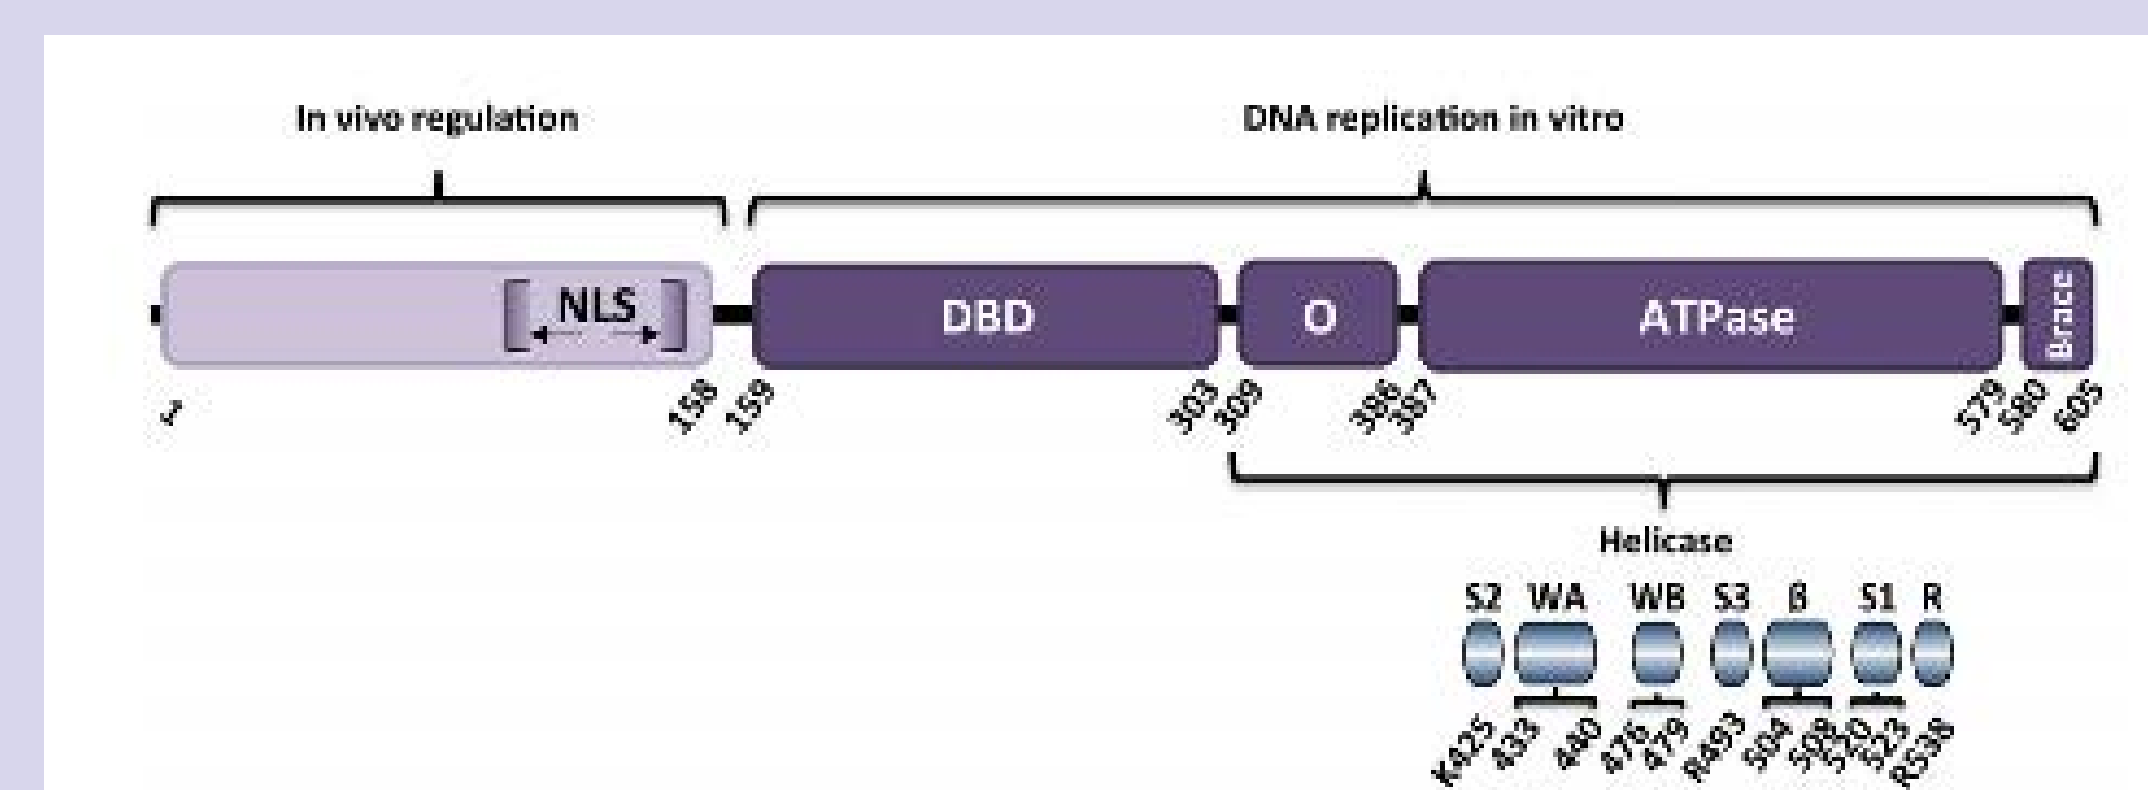 In vivo regulation DNA replication in vitro
NLS DBD O ATPase Brace
1 158 159 303 309 386 387 579 580 605
Helicase
S2 WA WB S3 β S1 R
K425 433 440 476 479 R493 504 508 520 523 R538